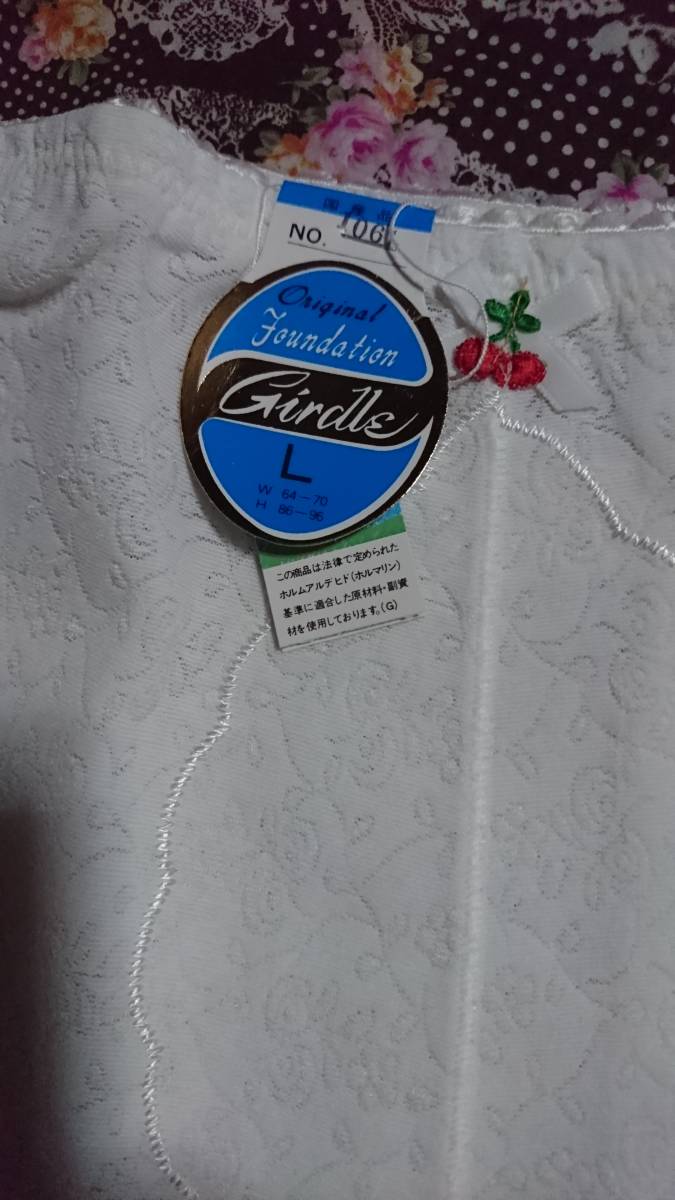 国産品
NO. 106
Original
Foundation
Girdle
L
W 64-70
H 86-96
この商品は法律で定められた
ホルムアルデヒド(ホルマリン)
基準に適合した原材料・副資
材を使用しております。(G)